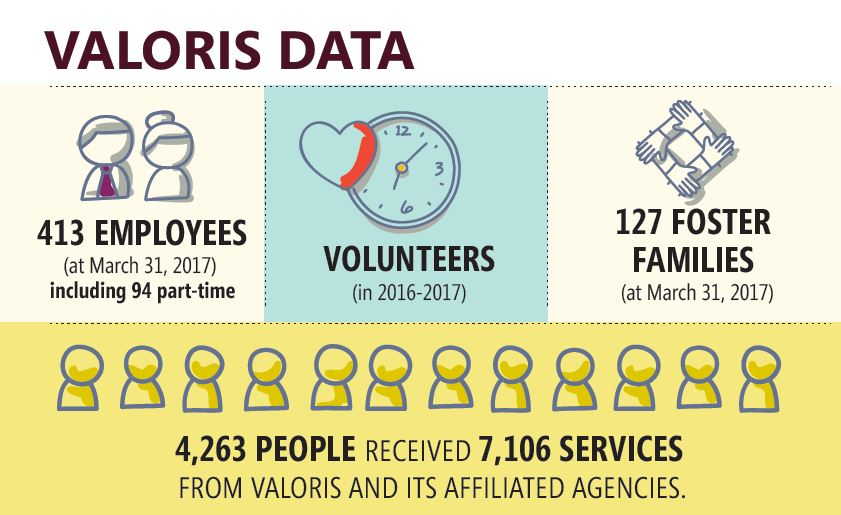 VALORIS DATA
413 EMPLOYEES
(at March 31, 2017)
including 94 part-time
12
3
6
VOLUNTEERS
(in 2016-2017)
127 FOSTER
FAMILIES
(at March 31, 2017)
4,263 PEOPLE RECEIVED 7,106 SERVICES
FROM VALORIS AND ITS AFFILIATED AGENCIES.